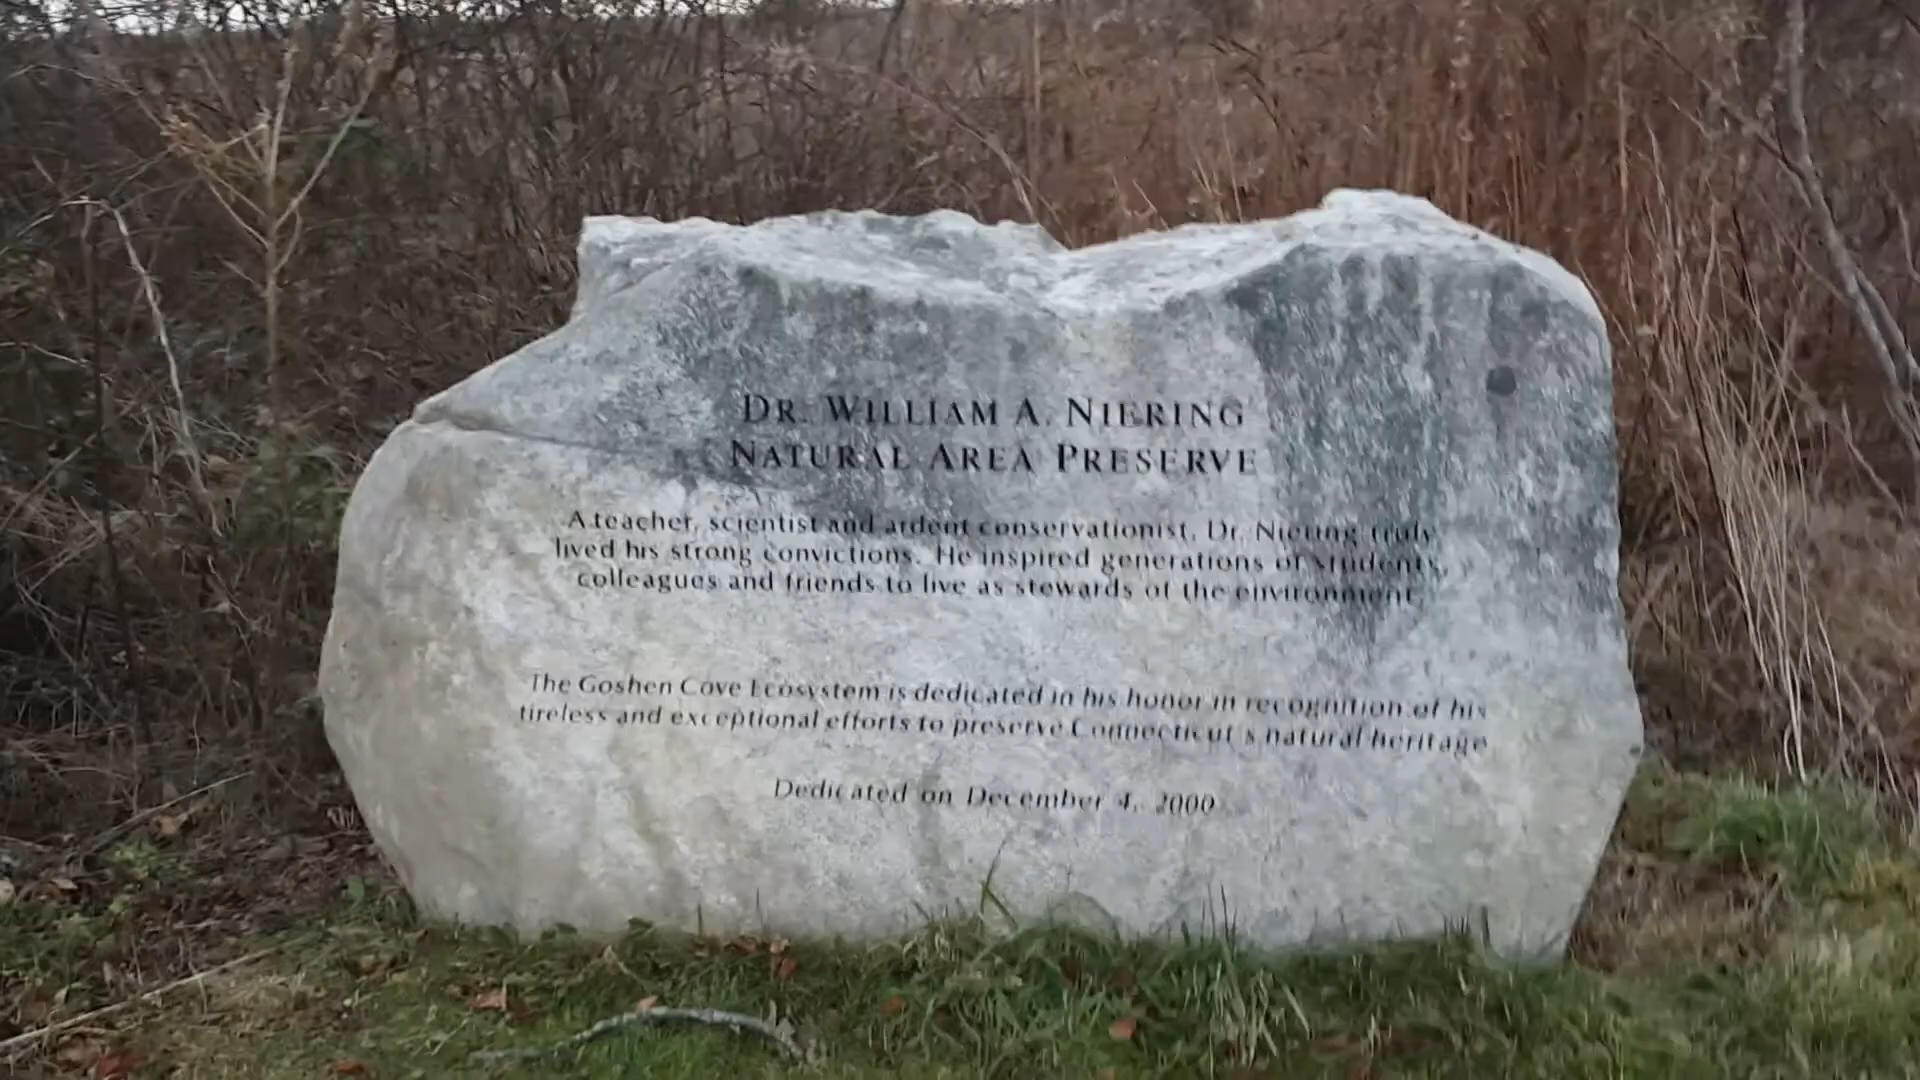 DR. WILLIAM A. NIERING
NATURAL AREA PRESERVE
A teacher, scientist and ardent conservationist, Dr. Niering truly
lived his strong convictions. He inspired generations of students,
colleagues and friends to live as stewards of the environment.
The Goshen Cove Ecosystem is dedicated in his honor in recognition of his
tireless and exceptional efforts to preserve Connecticut's natural heritage
Dedicated on December 4, 2000